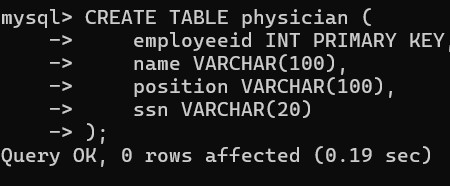 mysql> CREATE TABLE physician (
    ->     employeeid INT PRIMARY KEY,
    ->     name VARCHAR(100),
    ->     position VARCHAR(100),
    ->     ssn VARCHAR(20)
    -> );
Query OK, 0 rows affected (0.19 sec)